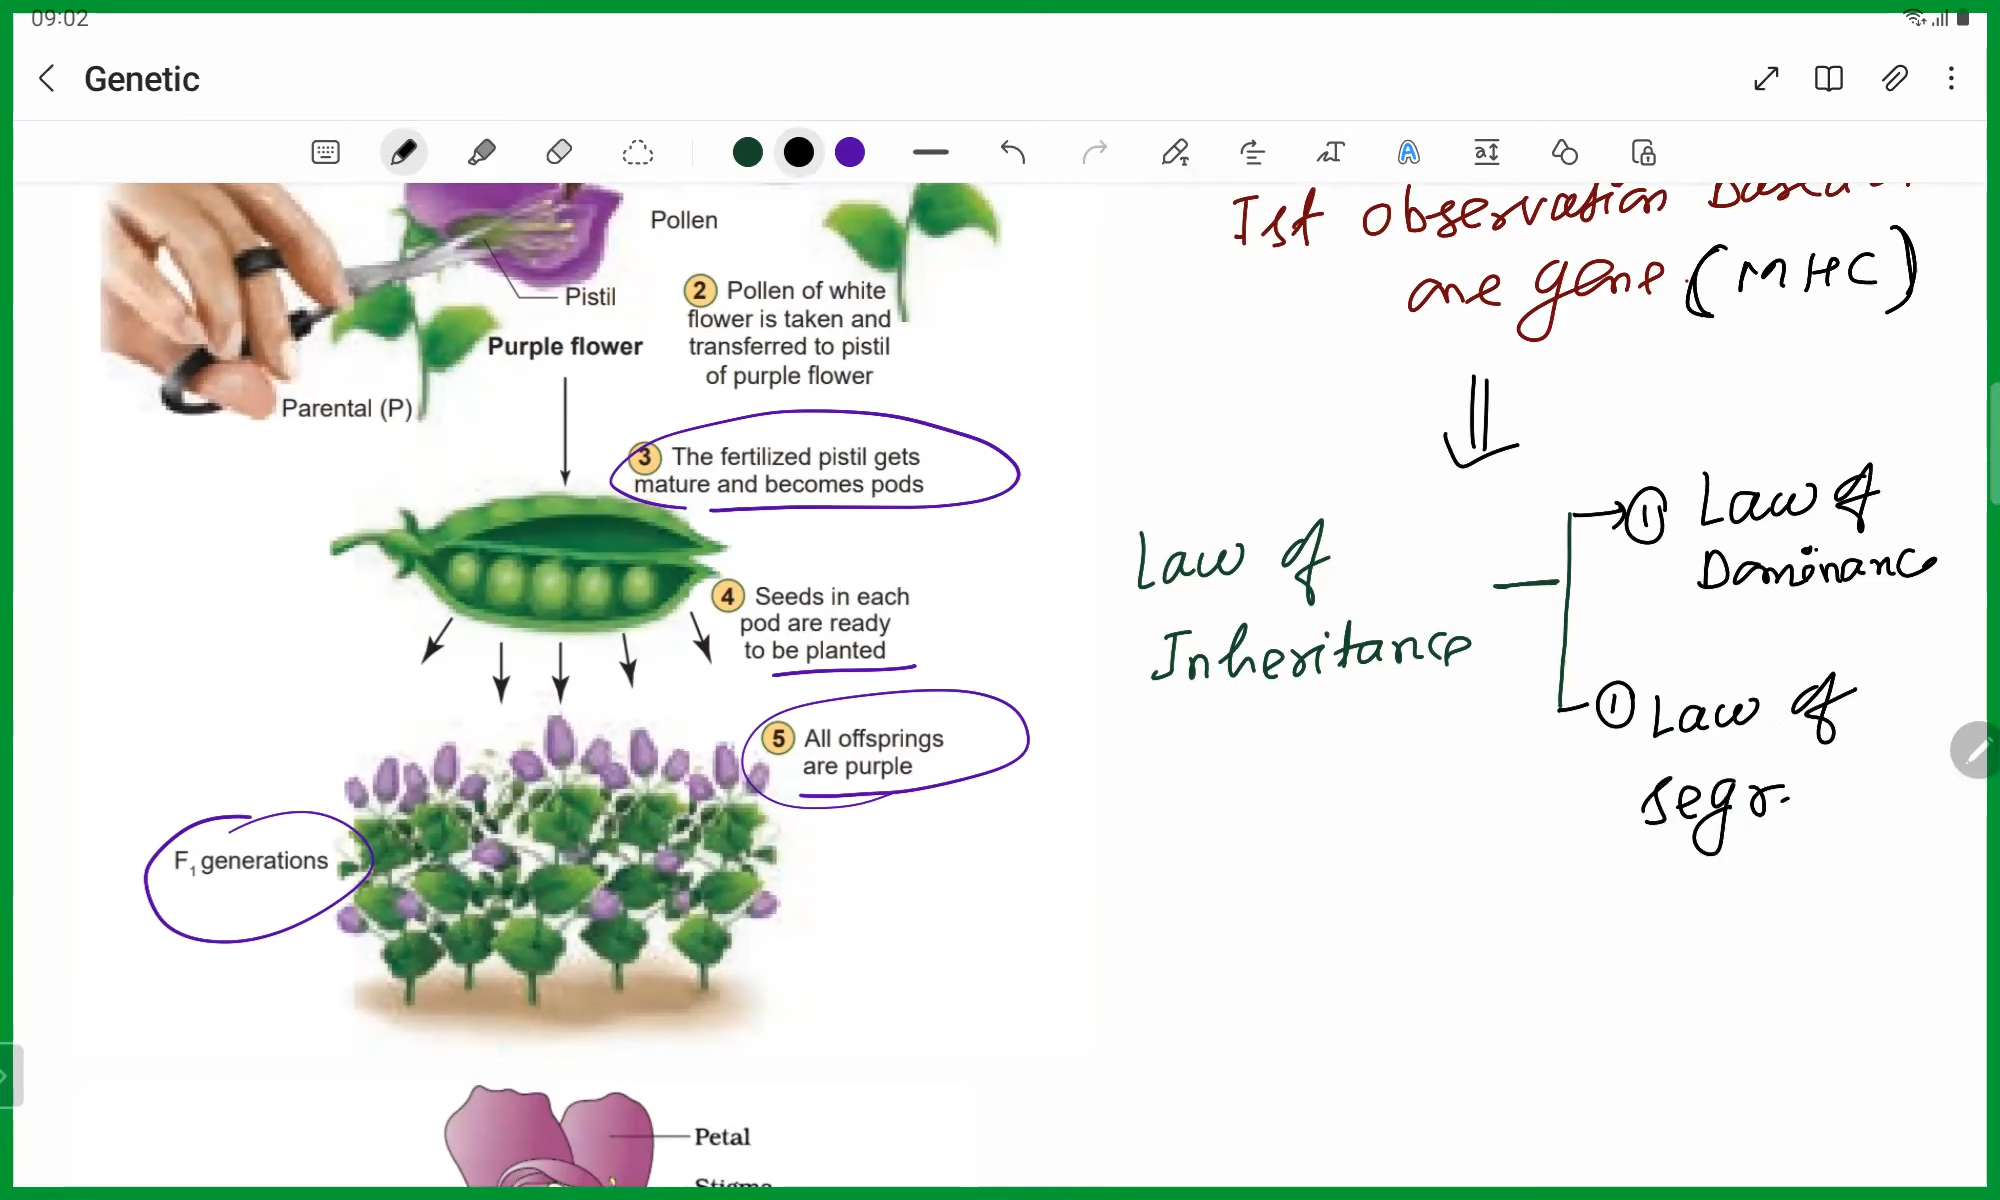 09:02
Genetic
Pollen
Pistil
Purple flower
Parental (P)
2 Pollen of white
flower is taken and
transferred to pistil
of purple flower
3 The fertilized pistil gets
mature and becomes pods
4 Seeds in each
pod are ready
to be planted
5 All offsprings
are purple
F1 generations
Petal
Ist observation
one gene (MHC)
Law of
Inheritance
① Law of
Dominance
① Law of
segr